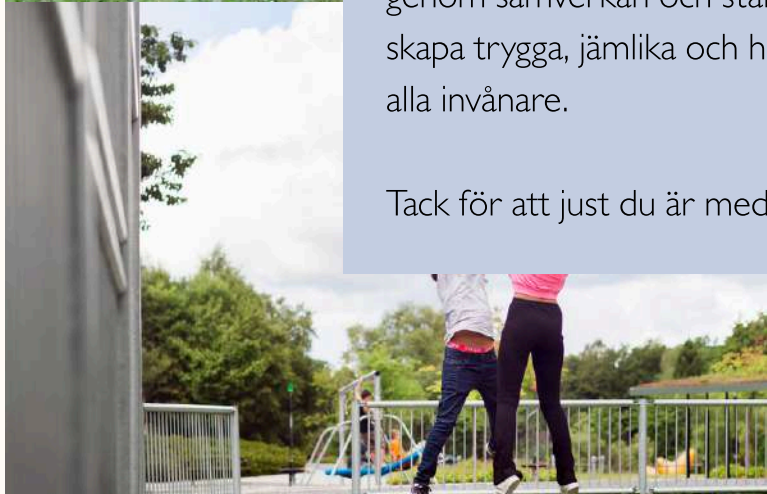 skapa trygga, jämlika och h
alla invånare.
Tack för att just du är med